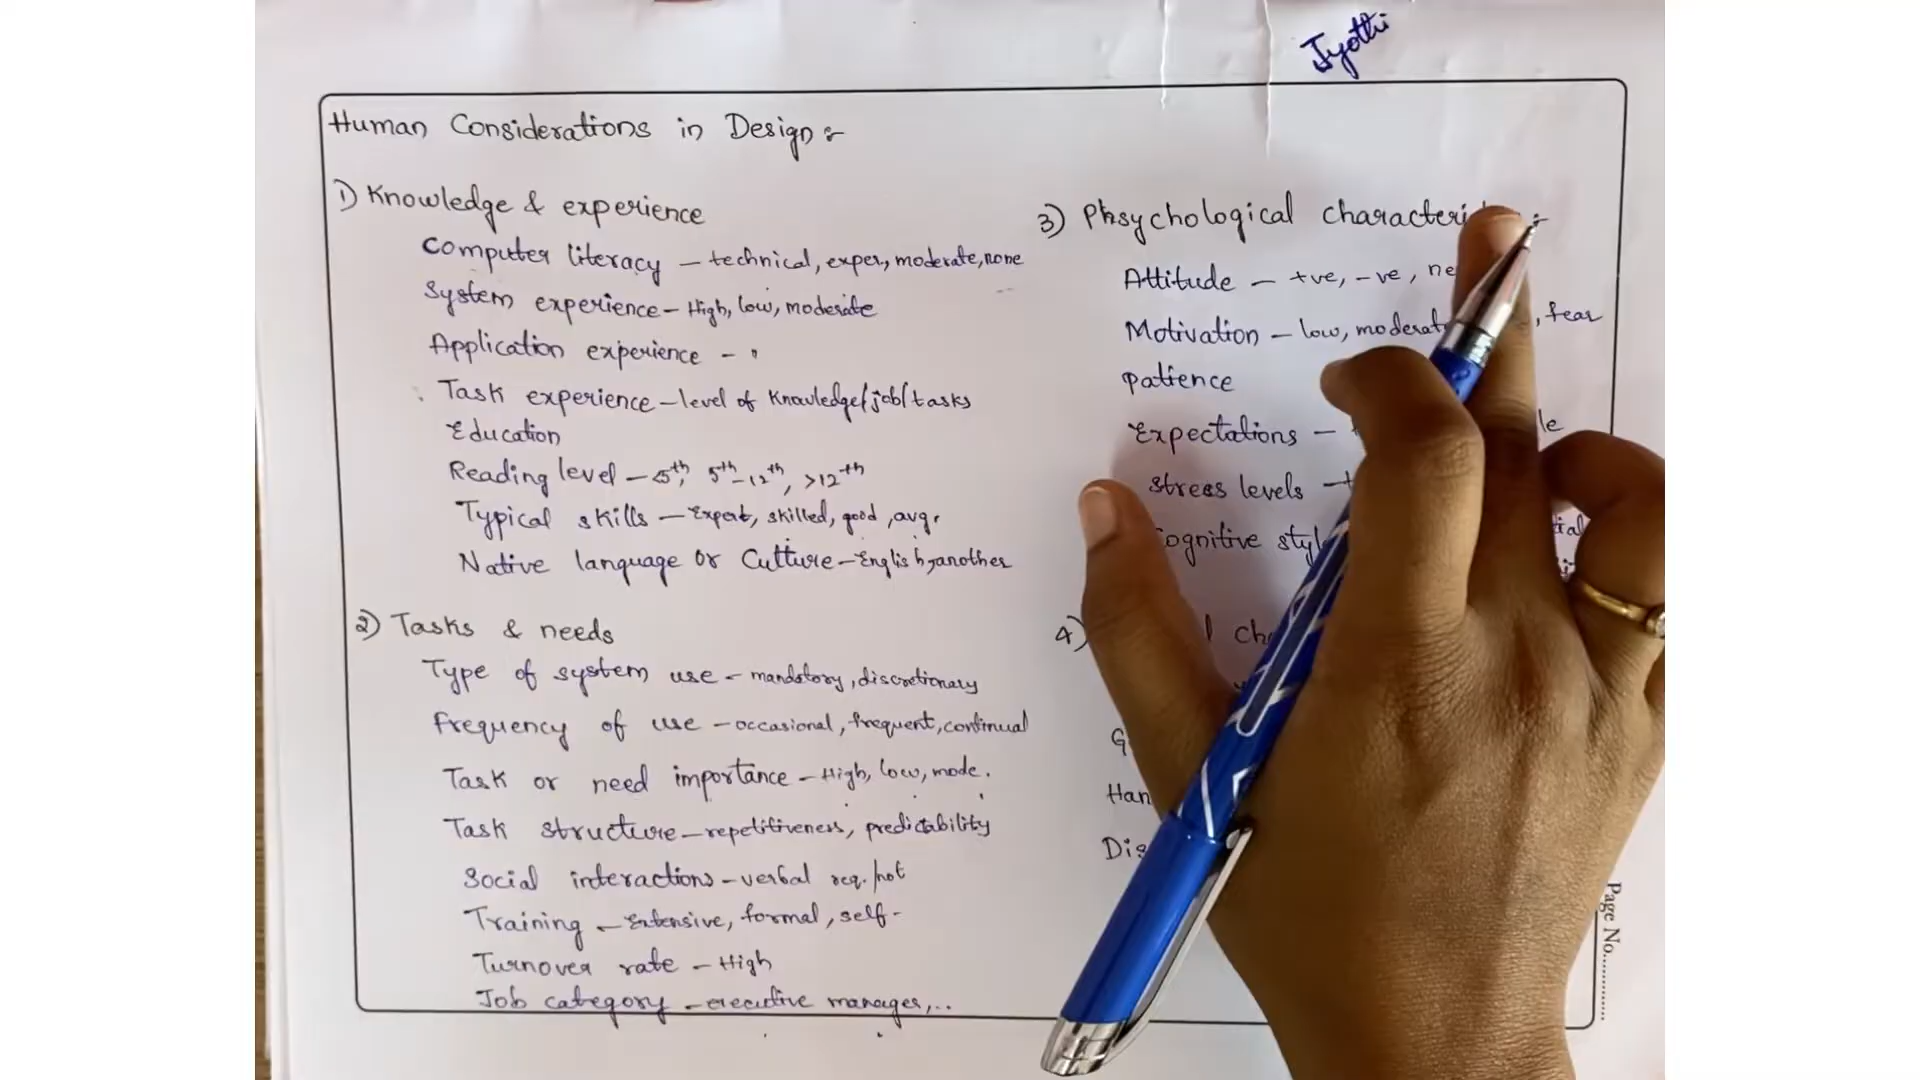 Jyothi
Human Considerations in Design :-
1) Knowledge & experience
Computer literacy - technical, exper, moderate, none
System experience - High, low, moderate
Application experience - "
Task experience - level of knowledge/job/tasks
Education
Reading level - <5th, 5th-12th, >12th
Typical skills - Expert, skilled, good, avg.
Native language or Culture - English, another
2) Tasks & needs
Type of system use - mandatory, discretionary
Frequency of use - occasional, frequent, continual
Task or need importance - High, low, mode.
Task structure - repetitiveness, predictability
Social interactions - verbal req./not
Training - Extensive, formal, self-
Turnover rate - High
Job category - executive manager,..
3) Phsychological characteri
Attitude - +ve, -ve, ne
Motivation - low, moderat , fear
patience
Expectations -
stress levels -
ognitive styl
4)
Han
Dis
Page No.............